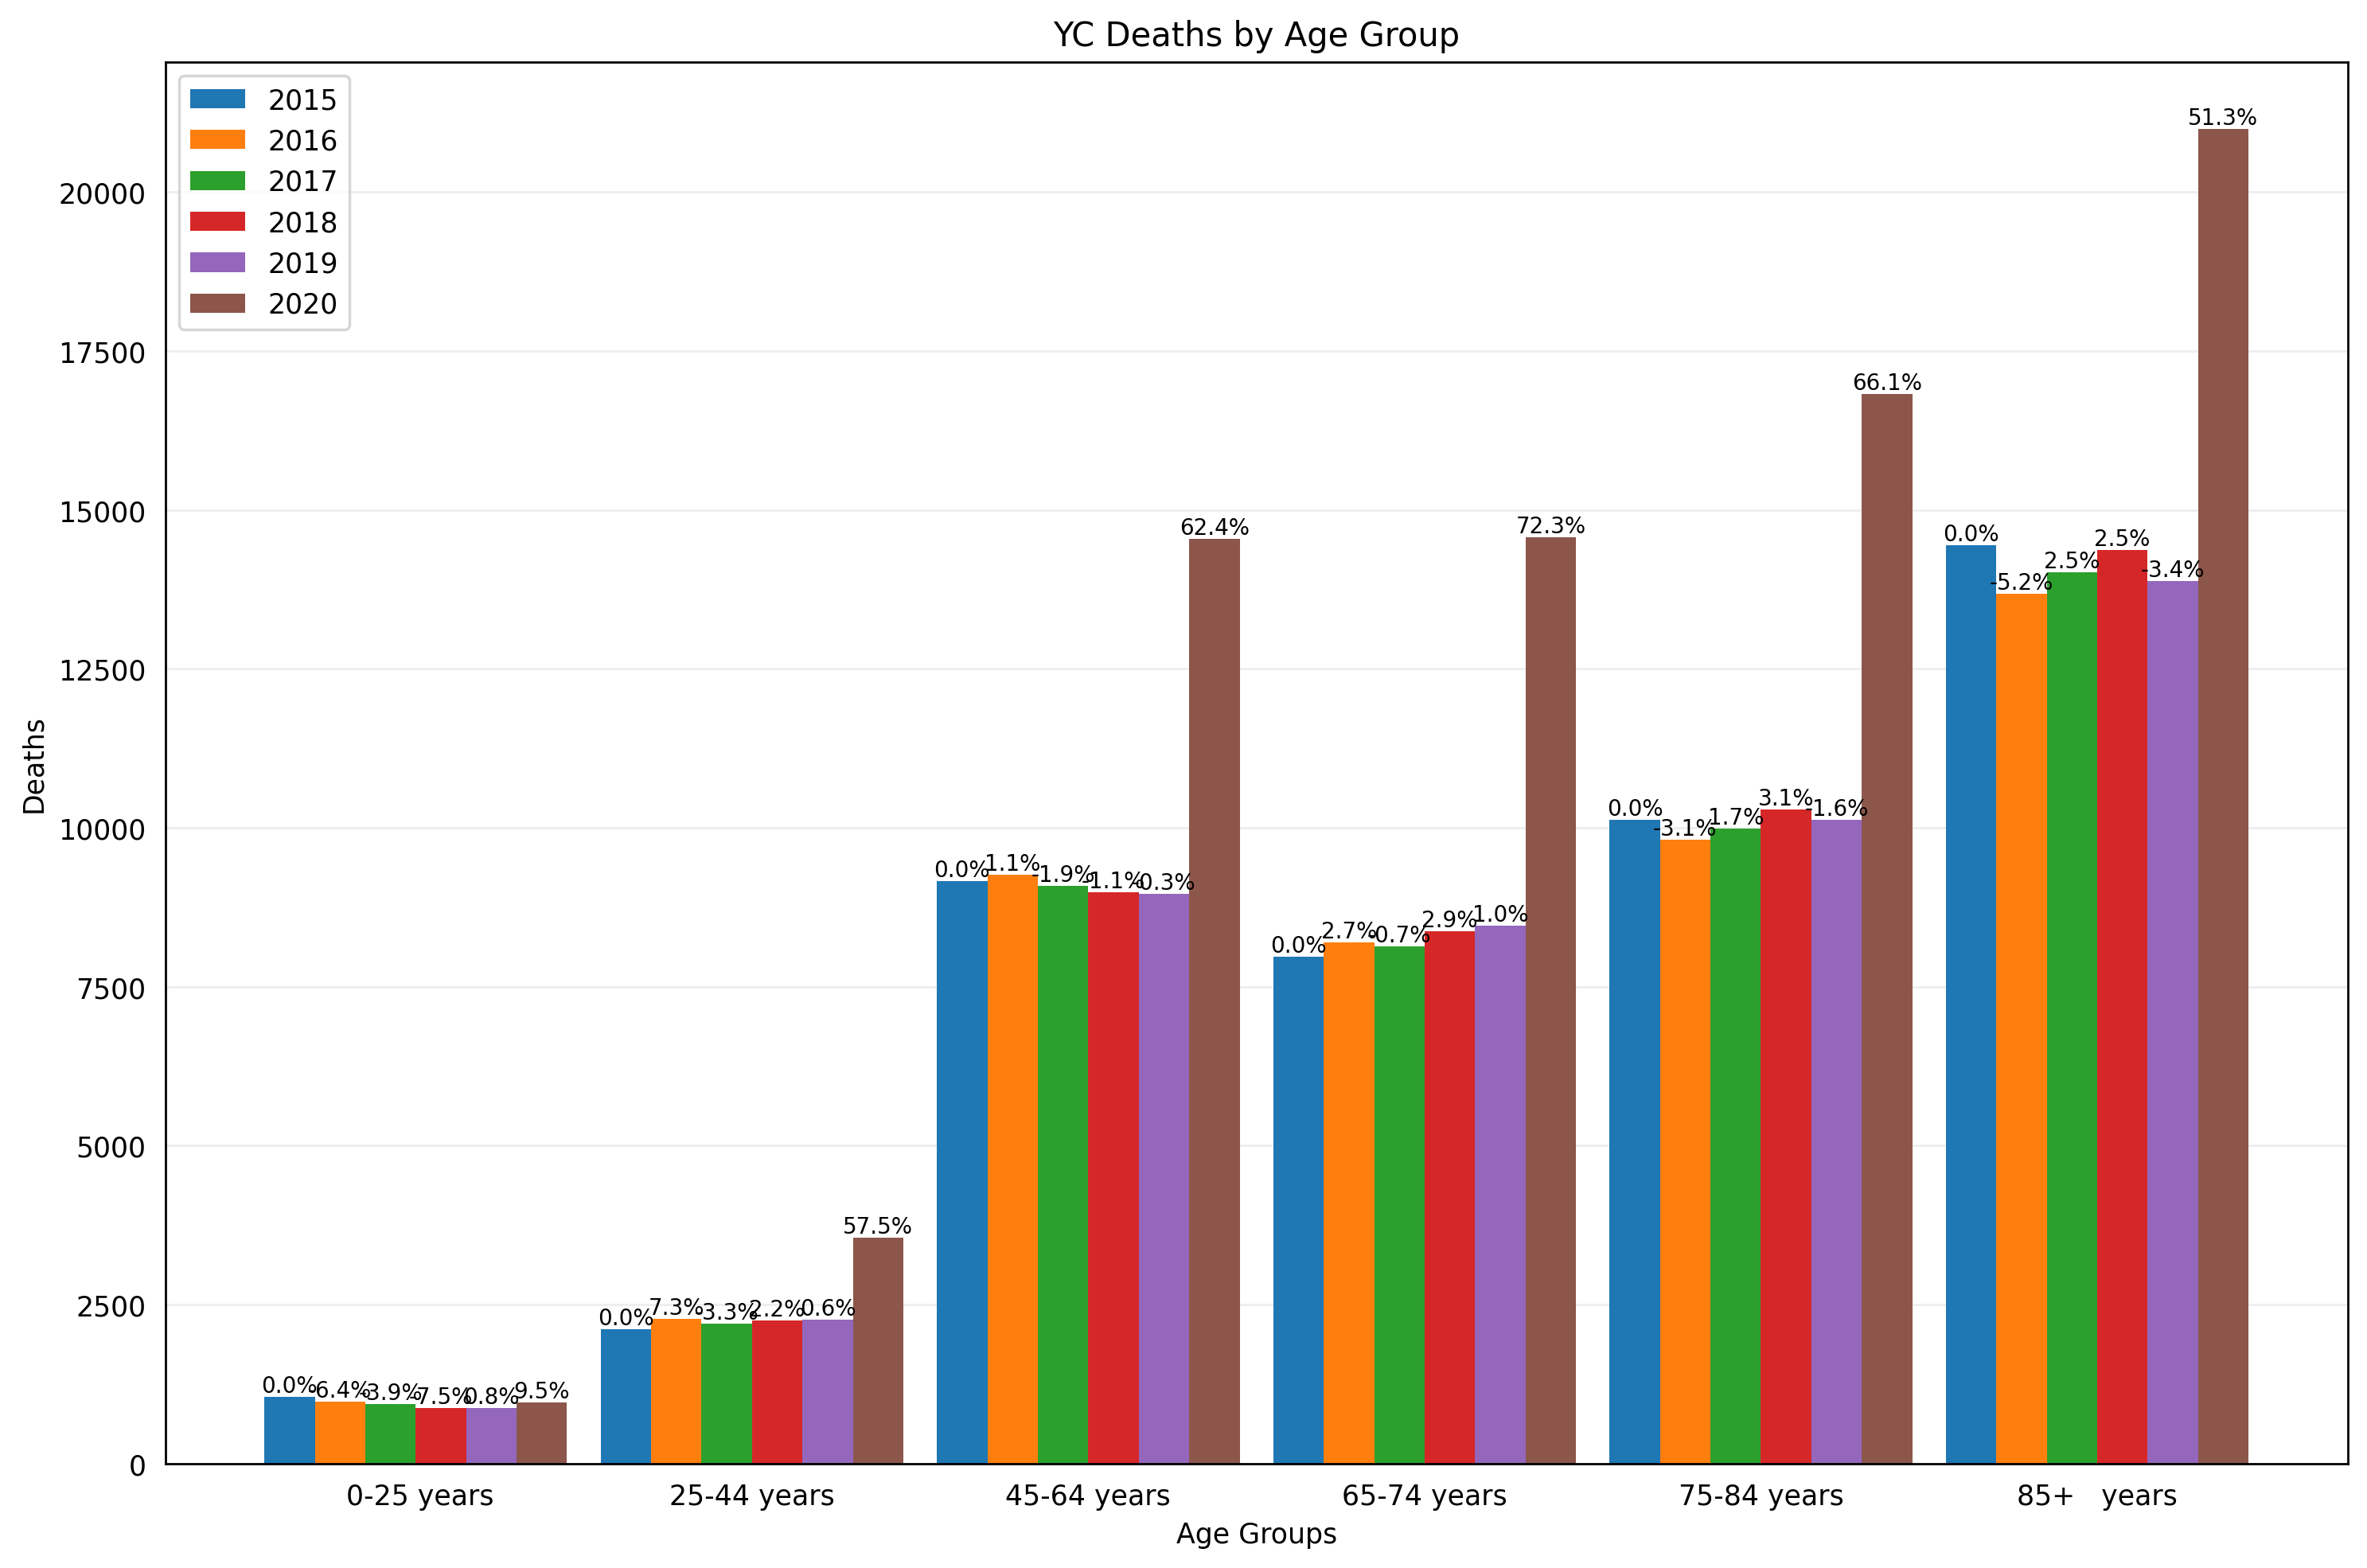 YC Deaths by Age Group
2015
2016
2017
2018
2019
2020
20000
17500
15000
12500
10000
7500
5000
2500
0
Deaths
0.0% -6.4% -3.9% -7.5% 0.8% 9.5%
0.0% 7.3% -3.3% 2.2% 0.6% 57.5%
0.0% 1.1% -1.9% -1.1% -0.3% 62.4%
0.0% 2.7% -0.7% 2.9% 1.0% 72.3%
0.0% -3.1% 1.7% 3.1% -1.6% 66.1%
0.0% -5.2% 2.5% 2.5% -3.4% 51.3%
0-25 years 25-44 years 45-64 years 65-74 years 75-84 years 85+ years
Age Groups